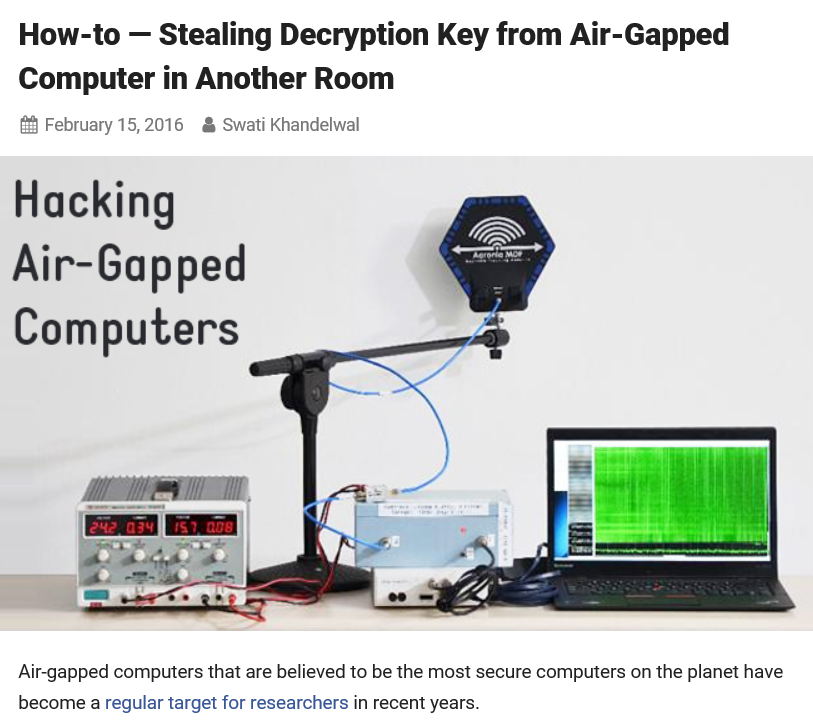 How-to — Stealing Decryption Key from Air-Gapped
Computer in Another Room
February 15, 2016 Swati Khandelwal
Hacking
Air-Gapped
Computers
Aaronia MDF
24.2 0.34 15.7 0.08
Air-gapped computers that are believed to be the most secure computers on the planet have
become a regular target for researchers in recent years.